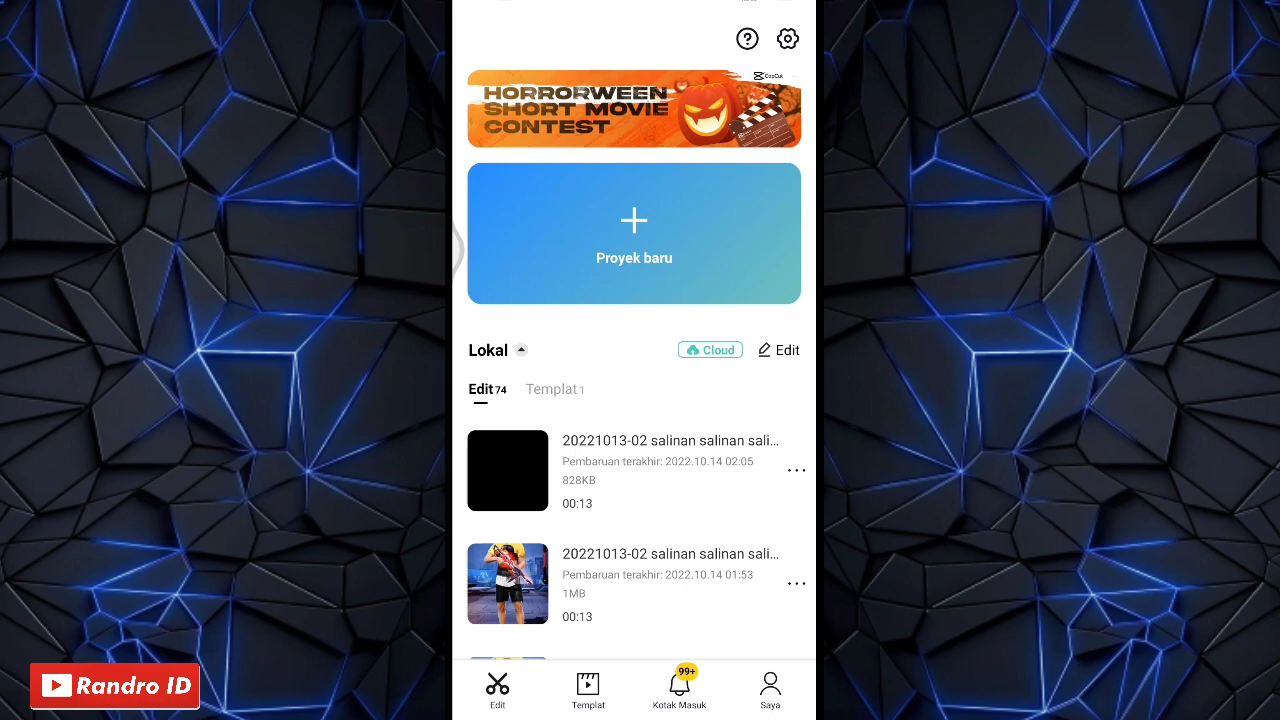 CapCut
HORRORWEEN
SHORT MOVIE
CONTEST
Proyek baru
Lokal
Cloud
Edit
Edit 74
Templat 1
20221013-02 salinan salinan sali...
Pembaruan terakhir: 2022.10.14 02:05
828KB
00:13
20221013-02 salinan salinan sali...
Pembaruan terakhir: 2022.10.14 01:53
1MB
00:13
99+
Edit
Templat
Kotak Masuk
Saya
Randro ID